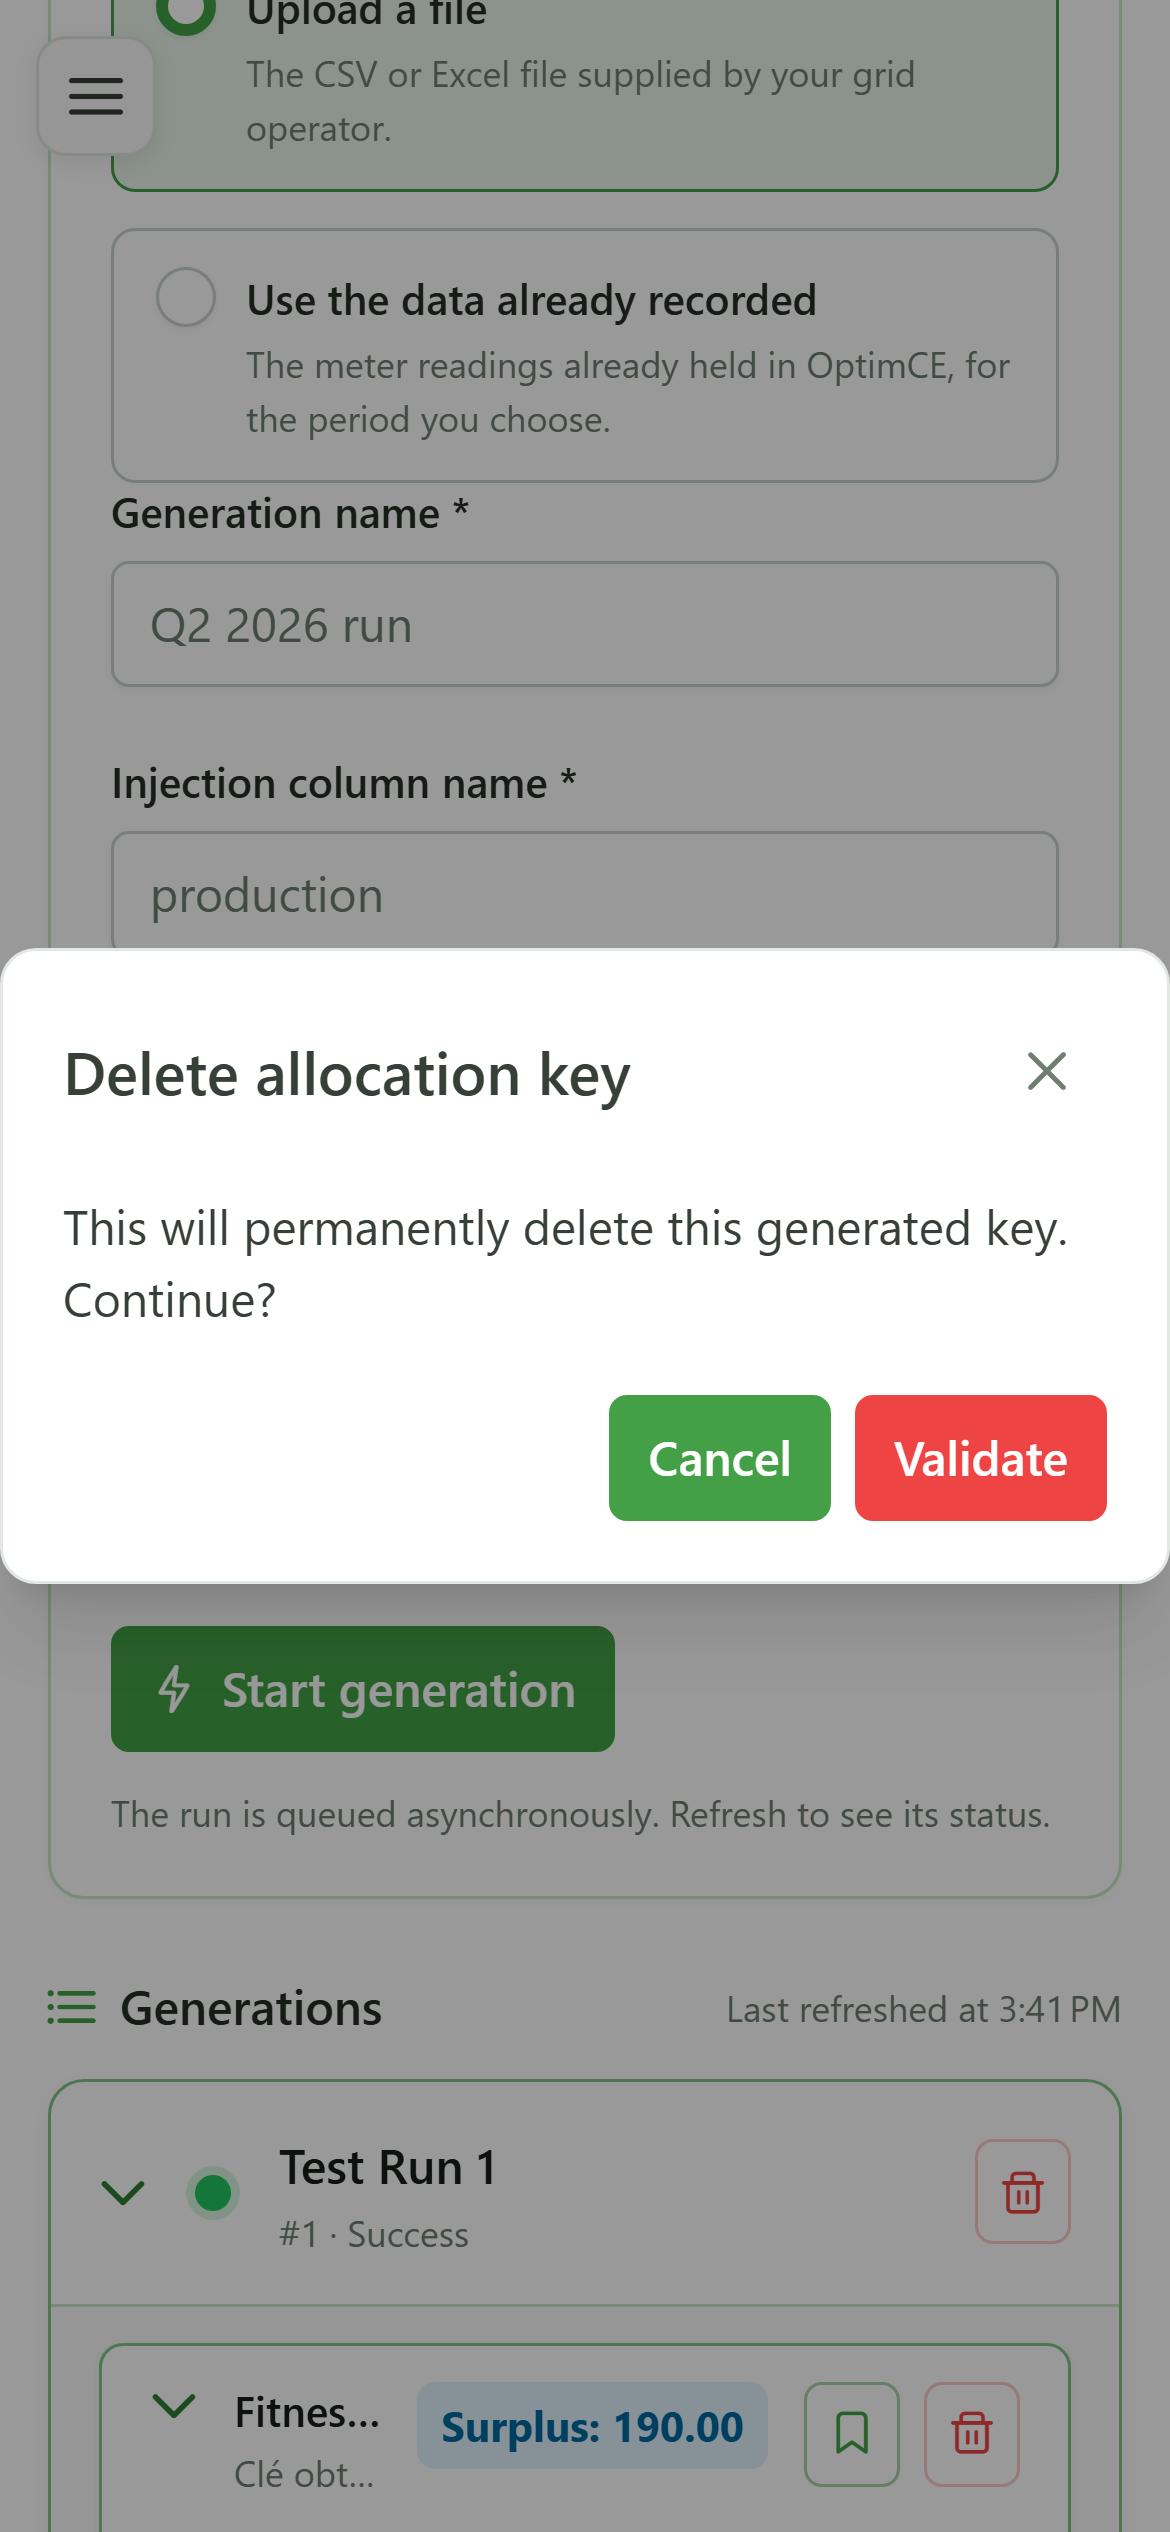 Upload a file
The CSV or Excel file supplied by your grid
operator.
Use the data already recorded
The meter readings already held in OptimCE, for
the period you choose.
Generation name *
Q2 2026 run
Injection column name *
production
Delete allocation key
This will permanently delete this generated key.
Continue?
Cancel
Validate
Start generation
The run is queued asynchronously. Refresh to see its status.
Generations
Last refreshed at 3:41 PM
Test Run 1
#1 · Success
Fitnes...
Surplus: 190.00
Clé obt...